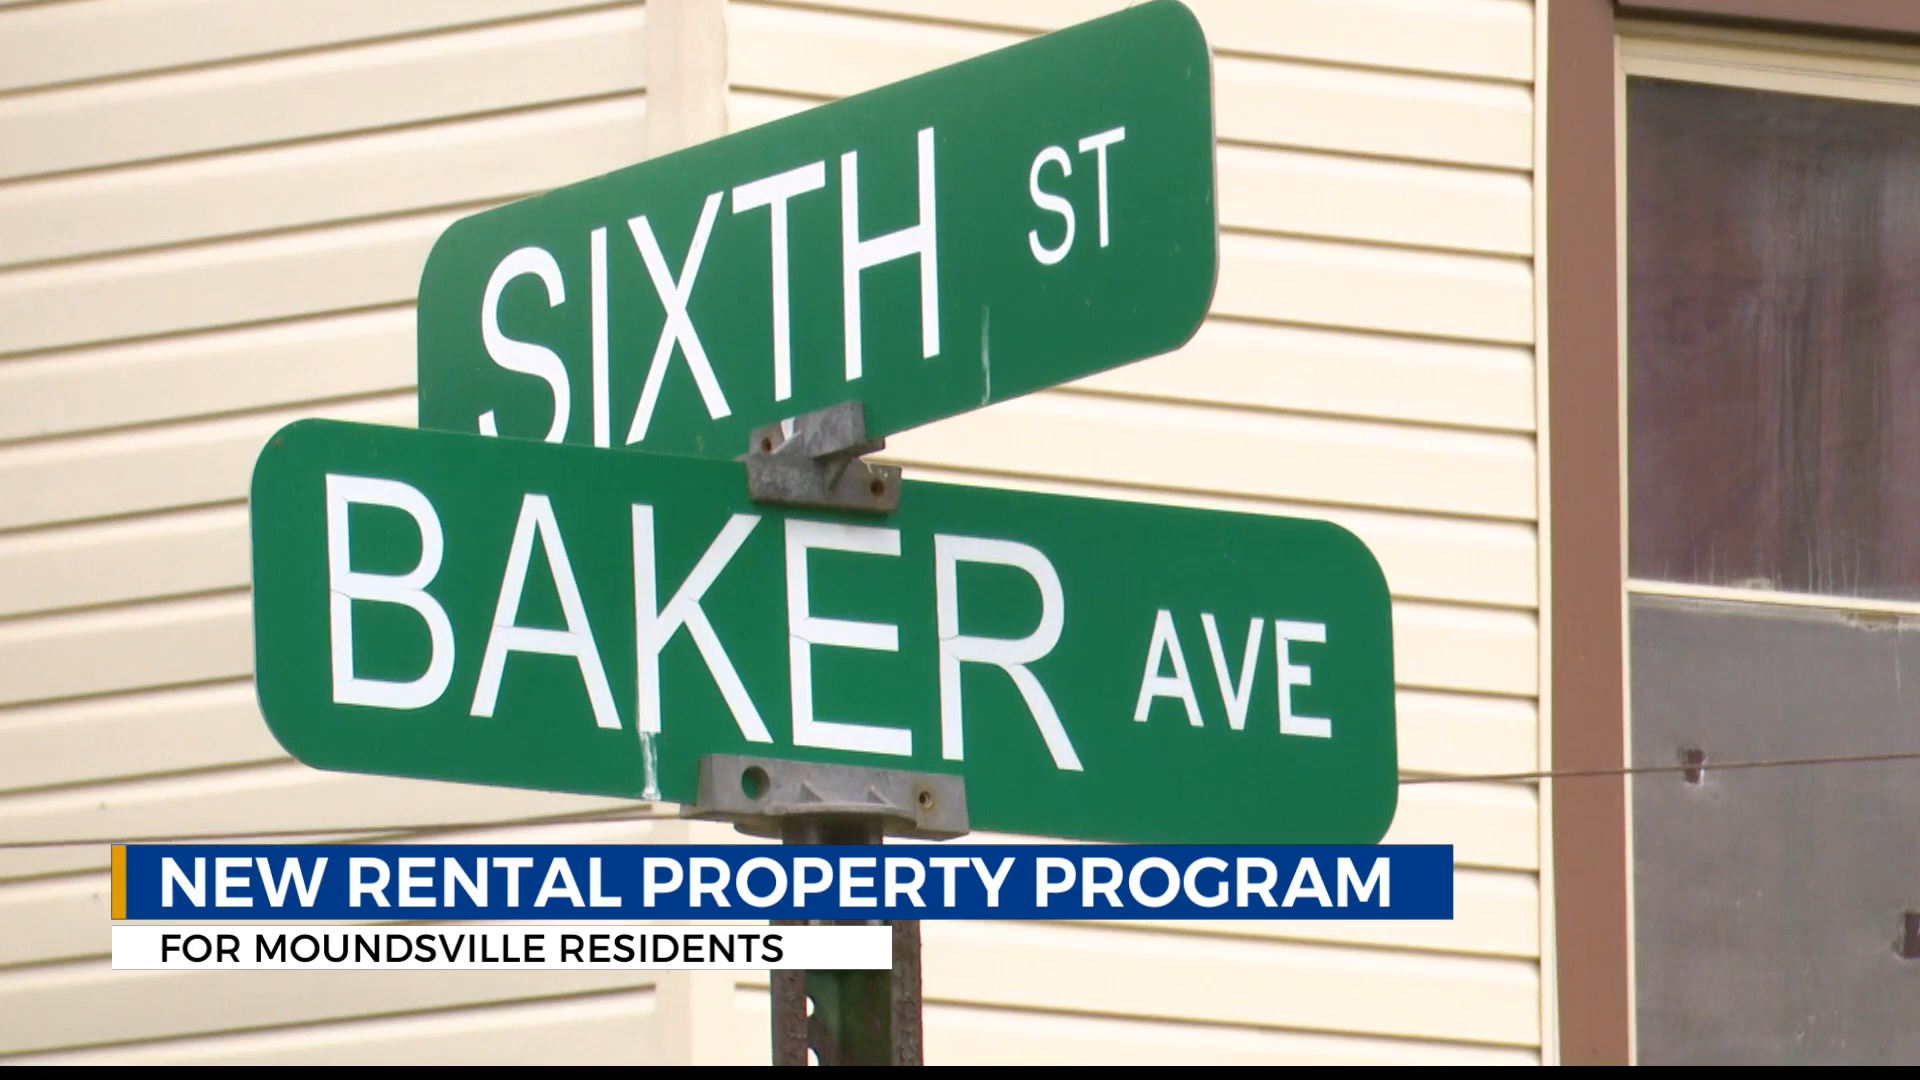 SIXTH ST
BAKER AVE
NEW RENTAL PROPERTY PROGRAM
FOR MOUNDSVILLE RESIDENTS